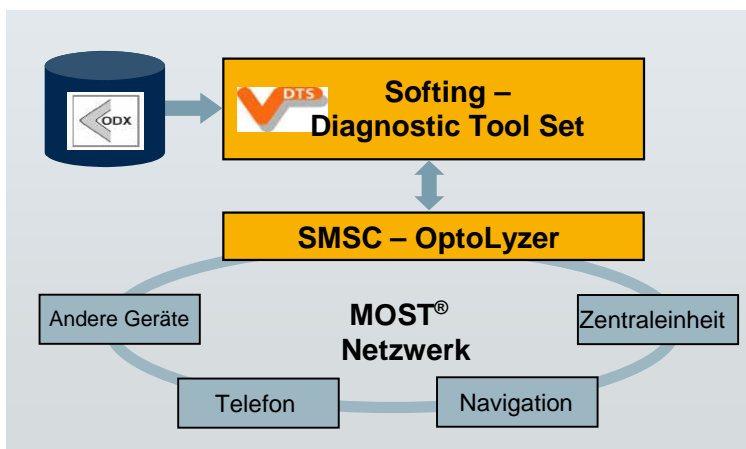 ODX
DTS
Softing –
Diagnostic Tool Set
SMSC – OptoLyzer
Andere Geräte
MOST®
Netzwerk
Zentraleinheit
Telefon
Navigation